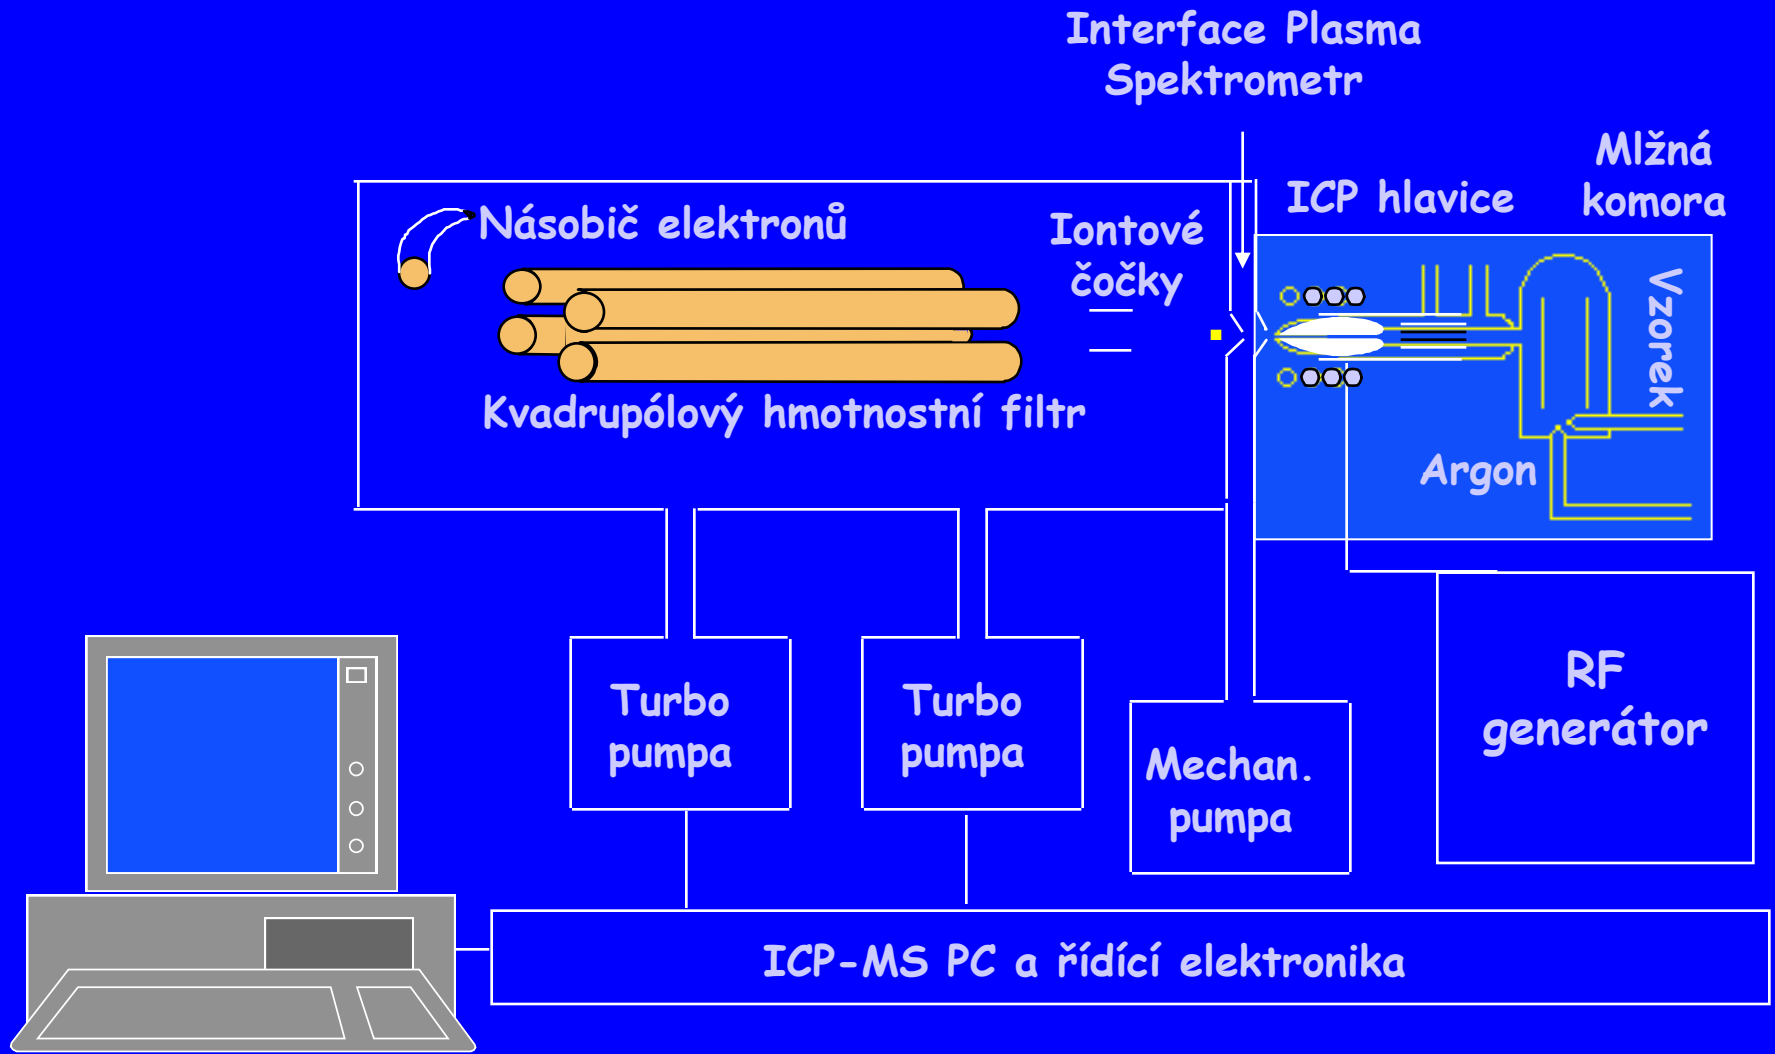 Interface Plasma
Spektrometr
Mlžná
komora
ICP hlavice
Násobič elektronů
Iontové
čočky
Vzorek
Kvadrupólový hmotnostní filtr
Argon
RF
generátor
Turbo
pumpa
Turbo
pumpa
Mechan.
pumpa
ICP-MS PC a řídící elektronika